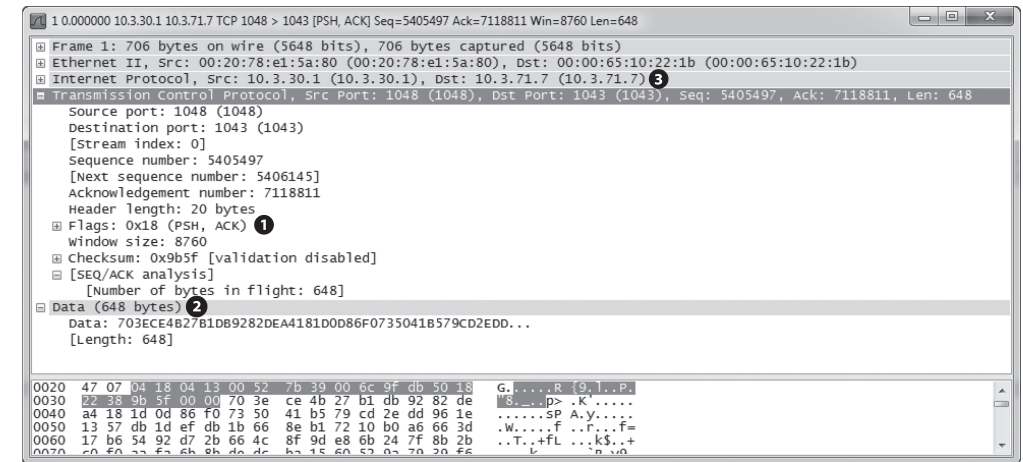 1 0.000000 10.3.30.1 10.3.71.7 TCP 1048 > 1043 [PSH, ACK] Seq=5405497 Ack=7118811 Win=8760 Len=648
Frame 1: 706 bytes on wire (5648 bits), 706 bytes captured (5648 bits)
Ethernet II, Src: 00:20:78:e1:5a:80 (00:20:78:e1:5a:80), Dst: 00:00:65:10:22:1b (00:00:65:10:22:1b)
Internet Protocol, Src: 10.3.30.1 (10.3.30.1), Dst: 10.3.71.7 (10.3.71.7) 3
Transmission Control Protocol, Src Port: 1048 (1048), Dst Port: 1043 (1043), Seq: 5405497, Ack: 7118811, Len: 648
Source port: 1048 (1048)
Destination port: 1043 (1043)
[Stream index: 0]
Sequence number: 5405497
[Next sequence number: 5406145]
Acknowledgement number: 7118811
Header length: 20 bytes
Flags: 0x18 (PSH, ACK) 1
Window size: 8760
Checksum: 0x9b5f [validation disabled]
[SEQ/ACK analysis]
[Number of bytes in flight: 648]
Data (648 bytes) 2
Data: 703ECE4B27B1DB9282DEA4181D0D86F0735041B579CD2EDD...
[Length: 648]
0020 47 07 04 18 04 13 00 52 7b 39 00 6c 9f db 50 18 G......R {9.l..P.
0030 22 38 9b 5f 00 00 70 3e ce 4b 27 b1 db 92 82 de "8._..p> .K'.....
0040 a4 18 1d 0d 86 f0 73 50 41 b5 79 cd 2e dd 96 1e ......sP A.y.....
0050 13 57 db 1d ef db 1b 66 8e b1 72 10 b0 a6 66 3d .W.....f ..r...f=
0060 17 b6 54 92 d7 2b 66 4c 8f 9d e8 6b 24 7f 8b 2b ..T..+fL ...k$..+